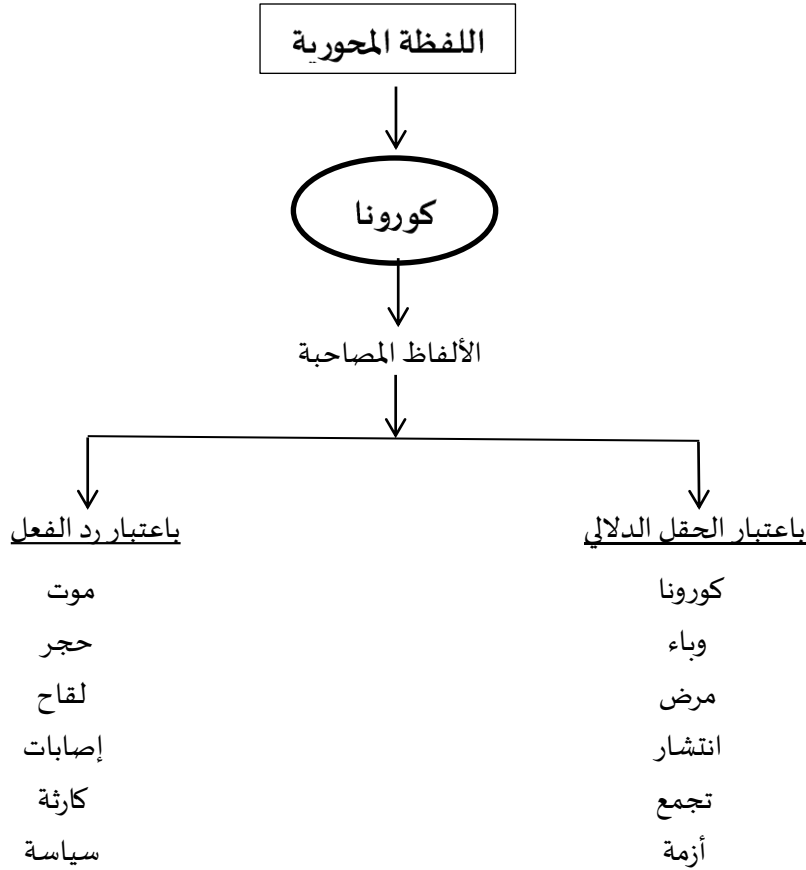 اللفظة المحورية
كورونا
الألفاظ المصاحبة
باعتبار الحقل الدلالي
كورونا
وباء
مرض
انتشار
تجمع
أزمة
باعتبار رد الفعل
موت
حجر
لقاح
إصابات
كارثة
سياسة